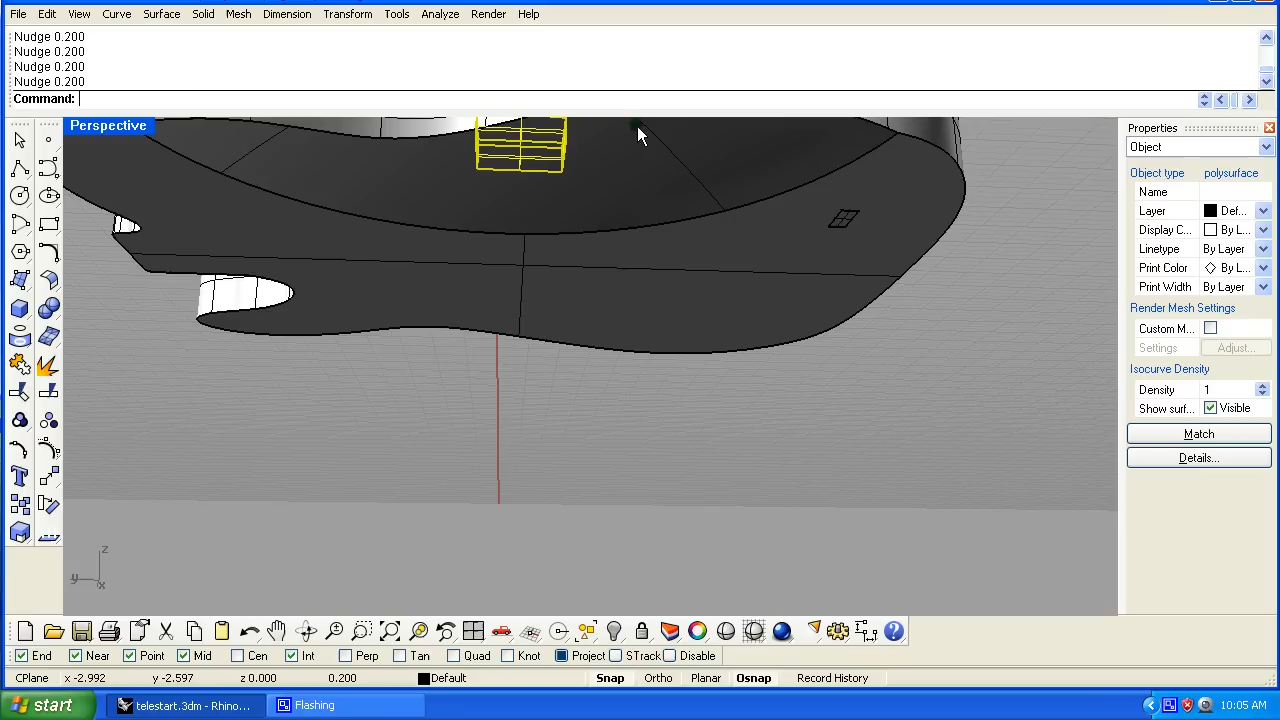 File Edit View Curve Surface Solid Mesh Dimension Transform Tools Analyze Render Help
Nudge 0.200
Nudge 0.200
Nudge 0.200
Nudge 0.200
Command:
Perspective
Properties
Object
Object type polysurface
Name
Layer Def...
Display C... By L...
Linetype By Layer
Print Color By L...
Print Width By Layer
Render Mesh Settings
Custom M...
Settings Adjust...
Isocurve Density
Density 1
Show surf... Visible
Match
Details...
z
y
x
End Near Point Mid Cen Int Perp Tan Quad Knot Project STrack Disable
CPlane x -2.992 y -2.597 z 0.000 0.200 Default Snap Ortho Planar Osnap Record History
start telestart.3dm - Rhino... Flashing 10:05 AM